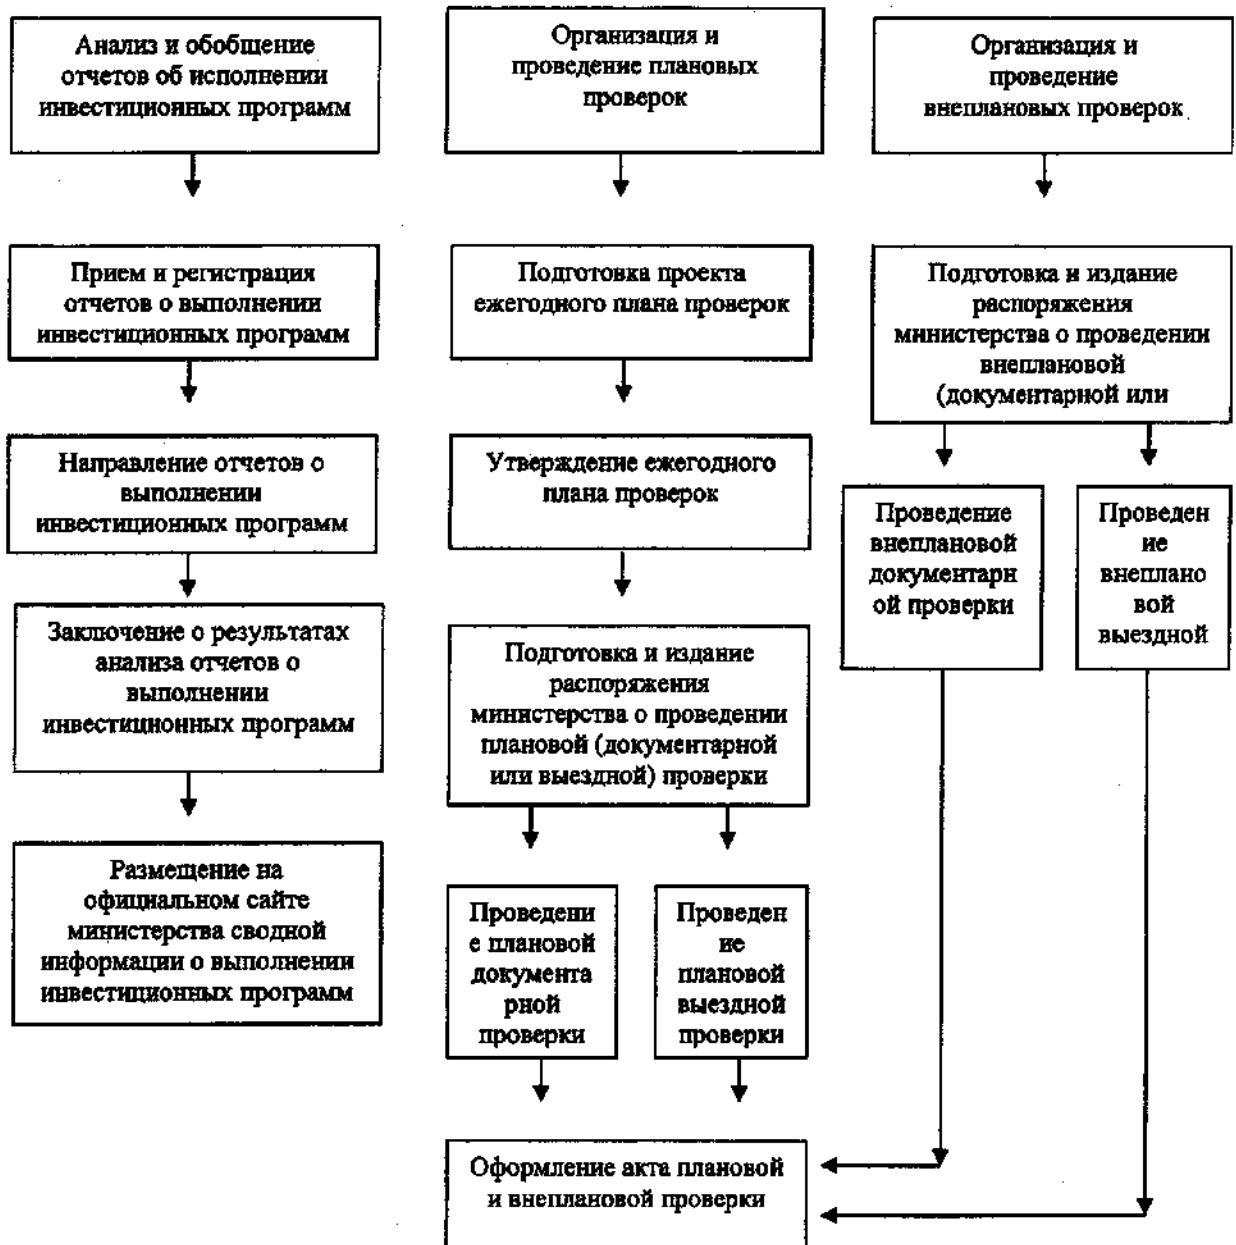 Анализ и обобщение
отчетов об исполнении
инвестиционных программ
Прием и регистрация
отчетов о выполнении
инвестиционных программ
Направление отчетов о
выполнении
инвестиционных программ
Заключение о результатах
анализа отчетов о
выполнении
инвестиционных программ
Размещение на
официальном сайте
министерства сводной
информации о выполнении
инвестиционных программ
Организация и
проведение плановых
проверок
Подготовка проекта
ежегодного плана проверок
Утверждение ежегодного
плана проверок
Подготовка и издание
распоряжения
министерства о проведении
плановой (документарной
или выездной) проверки
Проведени
е плановой
документа
рной
проверки
Проведен
ие
плановой
выездной
проверки
Оформление акта плановой
и внеплановой проверки
Организация и
проведение
внеплановых проверок
Подготовка и издание
распоряжения
министерства о проведении
внеплановой
(документарной или
Проведение
внеплановой
документарн
ой проверки
Проведен
ие
внеплано
вой
выездной